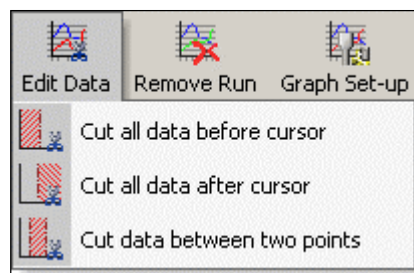 Edit Data Remove Run Graph Set-up
Cut all data before cursor
Cut all data after cursor
Cut data between two points